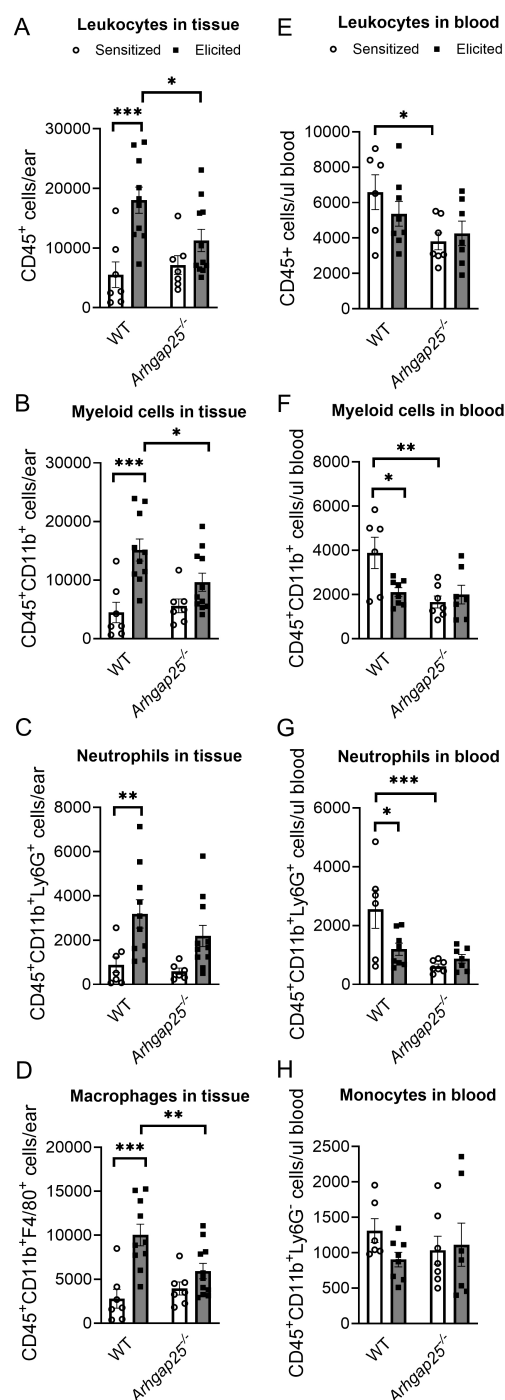 A
Leukocytes in tissue
Sensitized Elicited
CD45⁺ cells/ear
***
*
30000
20000
10000
0
WT
Arhgap25⁻/⁻
B
Myeloid cells in tissue
CD45⁺CD11b⁺ cells/ear
***
*
30000
20000
10000
0
WT
Arhgap25⁻/⁻
C
Neutrophils in tissue
CD45⁺CD11b⁺Ly6G⁺ cells/ear
**
8000
6000
4000
2000
0
WT
Arhgap25⁻/⁻
D
Macrophages in tissue
CD45⁺CD11b⁺F4/80⁺ cells/ear
***
**
20000
15000
10000
5000
0
WT
Arhgap25⁻/⁻
E
Leukocytes in blood
Sensitized Elicited
CD45+ cells/ul blood
*
10000
8000
6000
4000
2000
0
WT
Arhgap25⁻/⁻
F
Myeloid cells in blood
CD45⁺CD11b⁺ cells/ul blood
**
*
8000
6000
4000
2000
0
WT
Arhgap25⁻/⁻
G
Neutrophils in blood
CD45⁺CD11b⁺Ly6G⁺ cells/ul blood
***
*
6000
4000
2000
0
WT
Arhgap25⁻/⁻
H
Monocytes in blood
CD45⁺CD11b⁺Ly6G⁻ cells/ul blood
2500
2000
1500
1000
500
0
WT
Arhgap25⁻/⁻